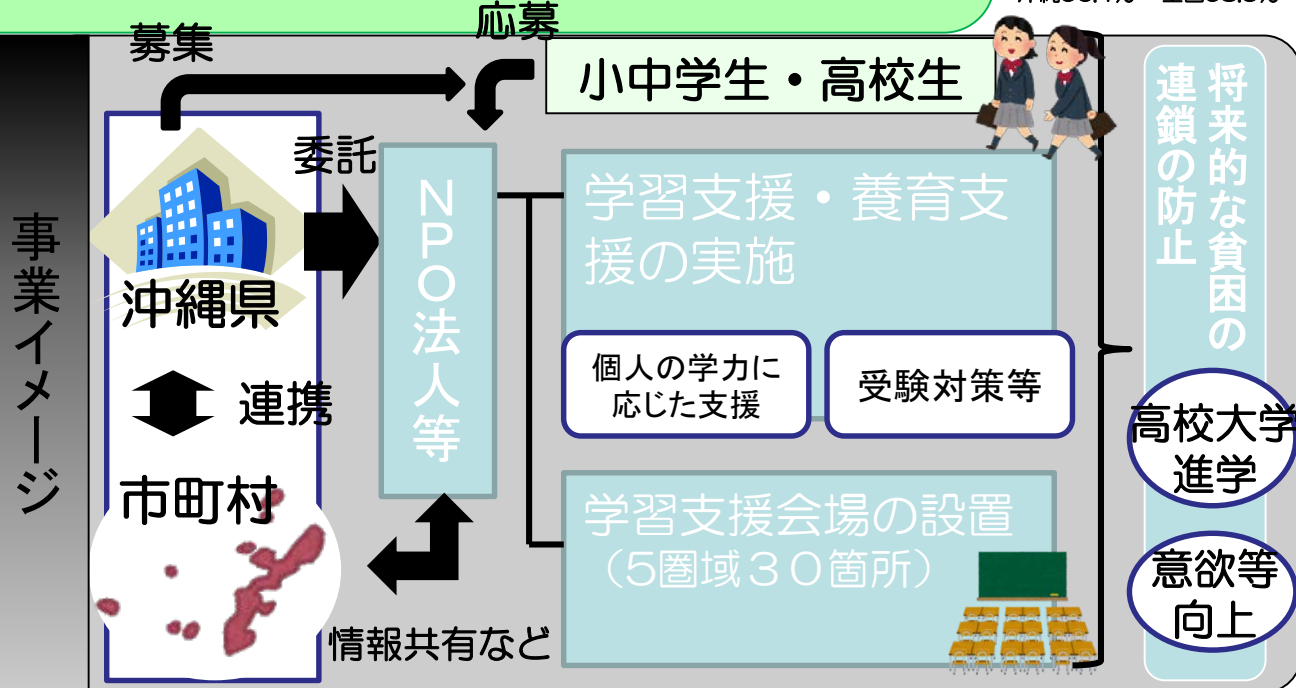 募集
応募
小中学生・高校生
事業イメージ
沖縄県
委託
連携
市町村
NPO法人等
情報共有など
学習支援・養育支
援の実施
個人の学力に
応じた支援
受験対策等
学習支援会場の設置
（5圏域３０箇所）
将来的な貧困の
連鎖の防止
高校大学
進学
意欲等
向上